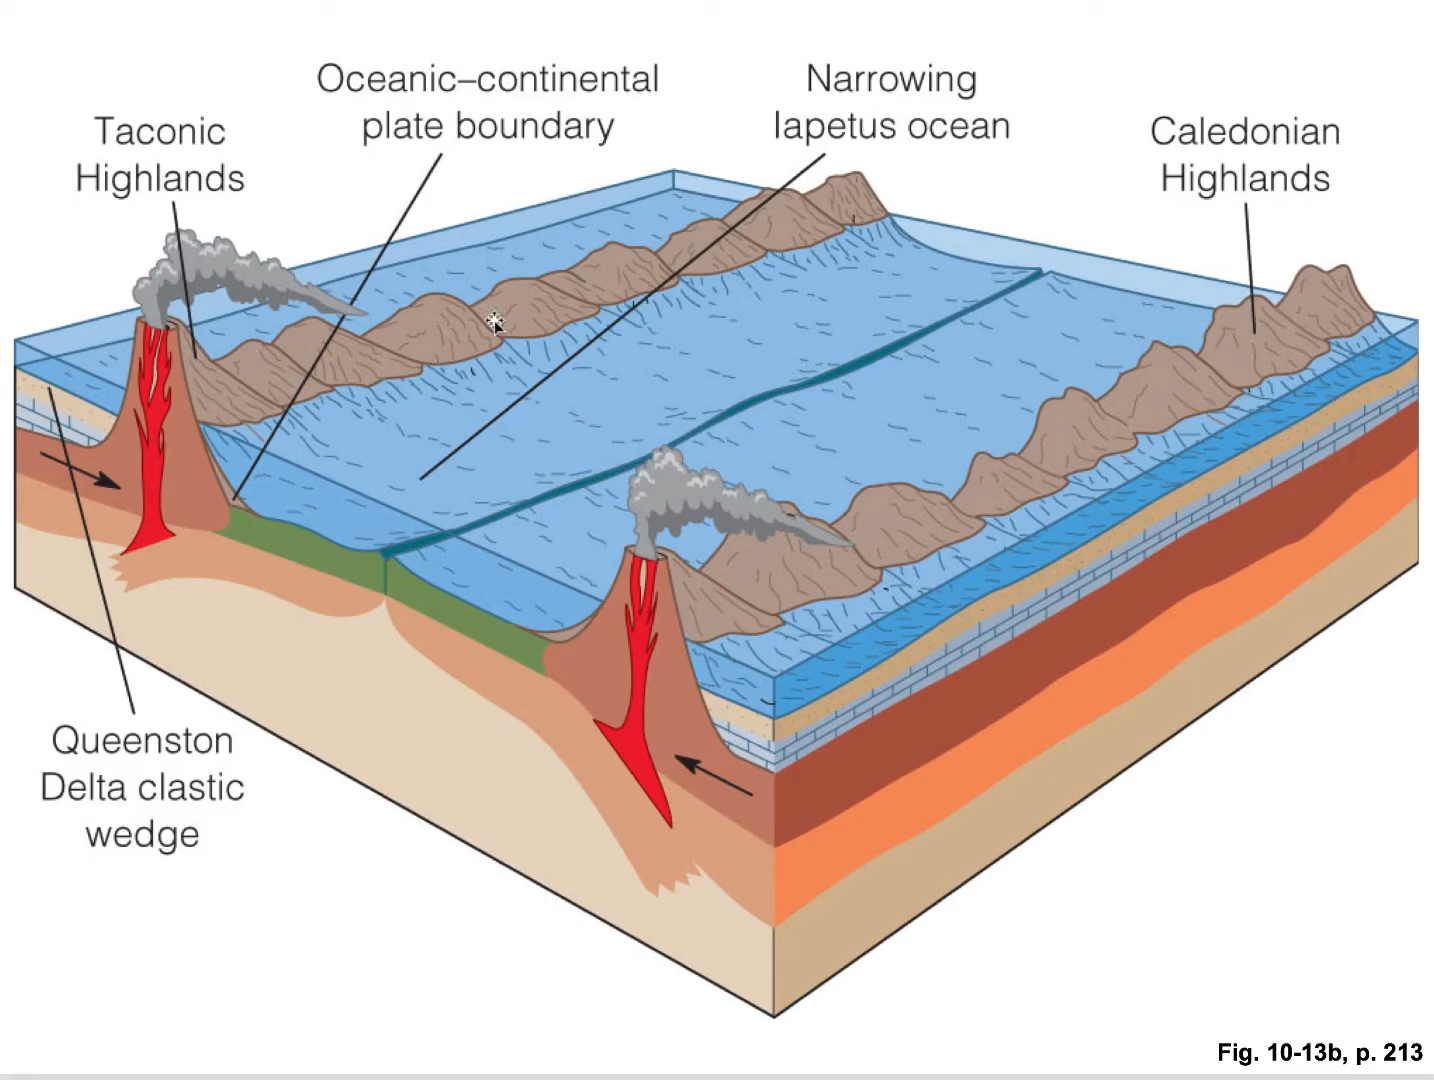 Oceanic–continental
plate boundary
Narrowing
Iapetus ocean
Taconic
Highlands
Caledonian
Highlands
Queenston
Delta clastic
wedge
Fig. 10-13b, p. 213